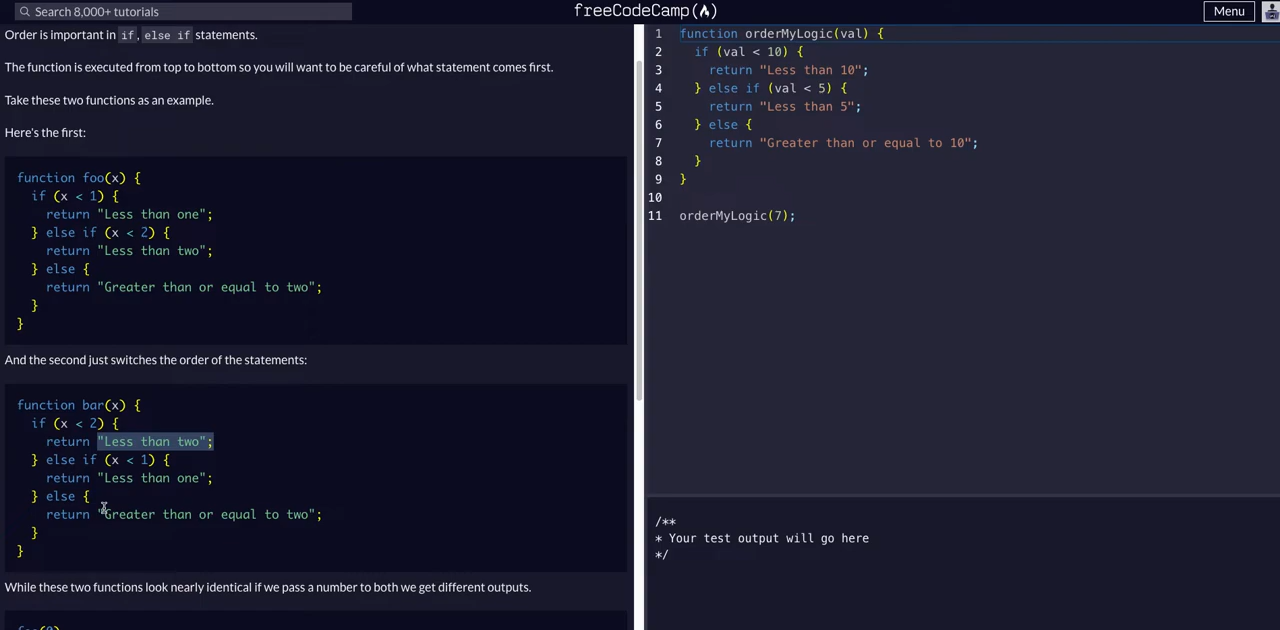 Search 8,000+ tutorials
freeCodeCamp
Menu
Order is important in if, else if statements.
The function is executed from top to bottom so you will want to be careful of what statement comes first.
Take these two functions as an example.
Here's the first:
function foo(x) {
if (x < 1) {
return "Less than one";
} else if (x < 2) {
return "Less than two";
} else {
return "Greater than or equal to two";
}
}
And the second just switches the order of the statements:
function bar(x) {
if (x < 2) {
return "Less than two";
} else if (x < 1) {
return "Less than one";
} else {
return "Greater than or equal to two";
}
}
While these two functions look nearly identical if we pass a number to both we get different outputs.
foo(0)
1 function orderMyLogic(val) {
2 if (val < 10) {
3 return "Less than 10";
4 } else if (val < 5) {
5 return "Less than 5";
6 } else {
7 return "Greater than or equal to 10";
8 }
9 }
10
11 orderMyLogic(7);
/**
* Your test output will go here
*/